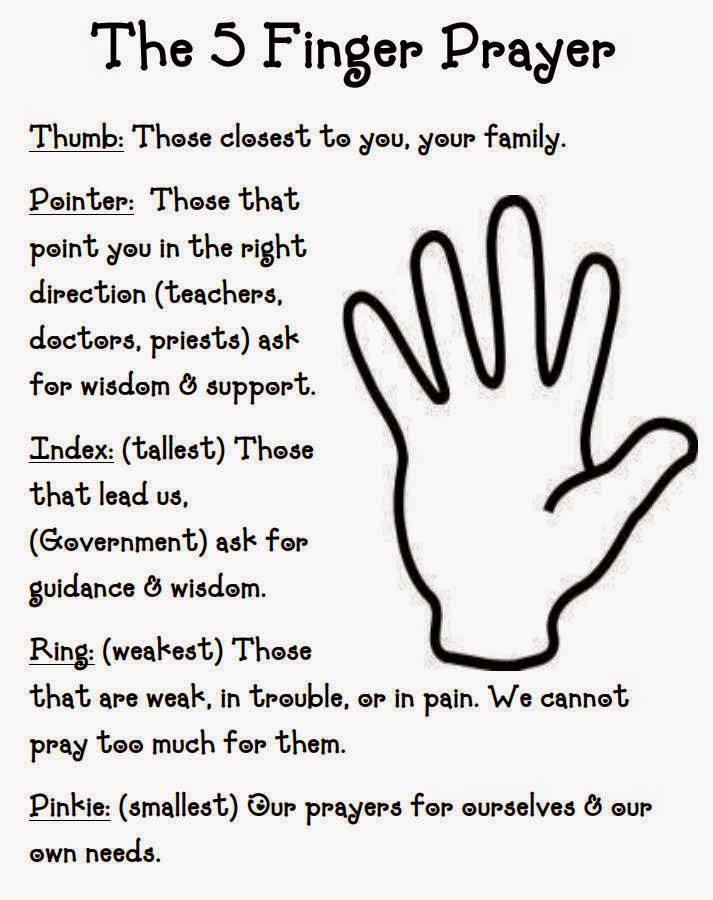 The 5 Finger Prayer
Thumb: Those closest to you, your family.
Pointer: Those that
point you in the right
direction (teachers,
doctors, priests) ask
for wisdom & support.
Index: (tallest) Those
that lead us,
(Government) ask for
guidance & wisdom.
Ring: (weakest) Those
that are weak, in trouble, or in pain. We cannot
pray too much for them.
Pinkie: (smallest) Our prayers for ourselves & our
own needs.